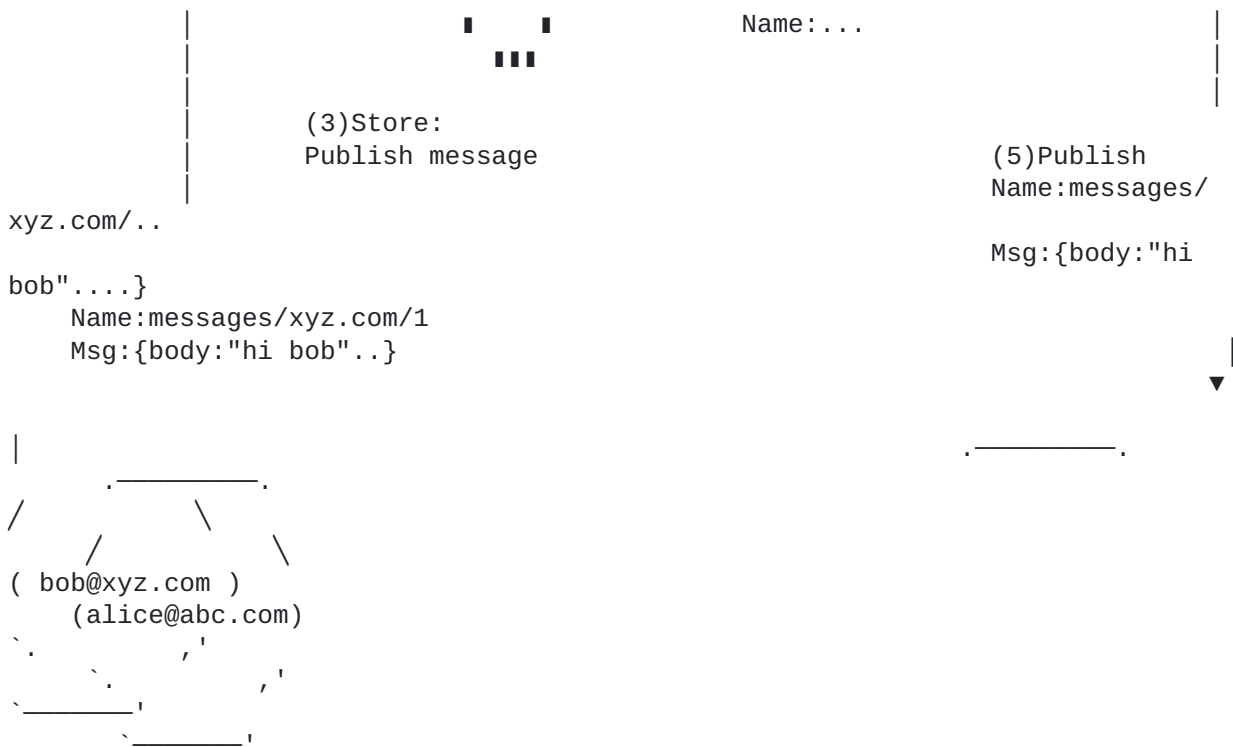 Name:...
(3)Store:
Publish message
(5)Publish
Name:messages/
xyz.com/..
Msg:{body:"hi
bob"....}
Name:messages/xyz.com/1
Msg:{body:"hi bob"..}
( bob@xyz.com )
(alice@abc.com)